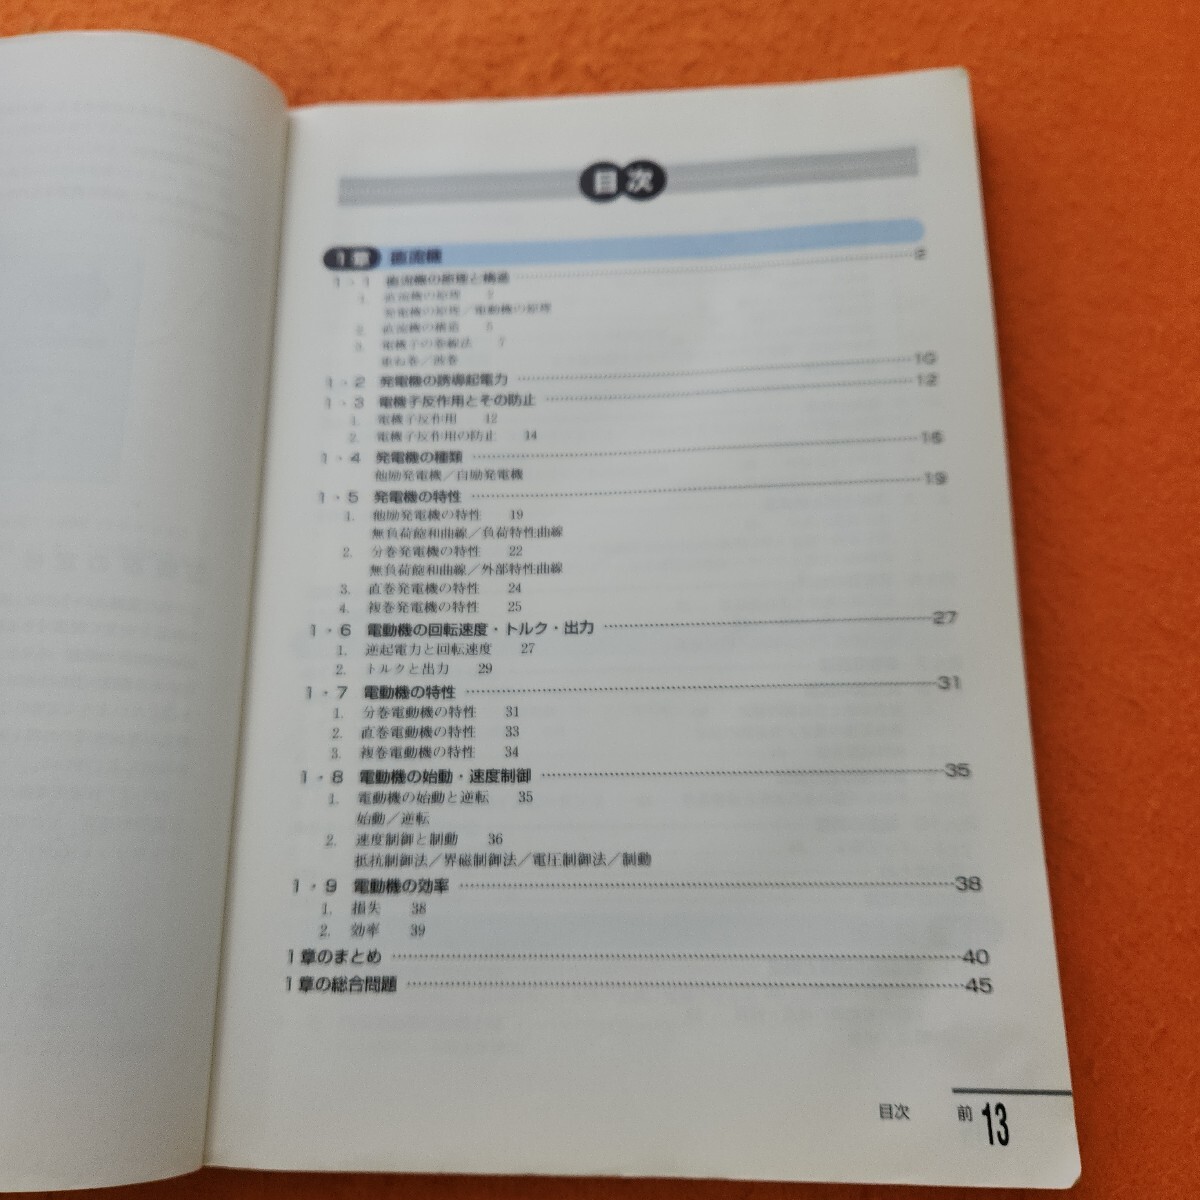 目次
1章 直流機
1・1 直流機の原理と構造 2
1. 直流機の原理 2
発電機の原理／電動機の原理
2. 直流機の構造 5
3. 電機子の巻線法 7
重ね巻／波巻
1・2 発電機の誘導起電力 10
1・3 電機子反作用とその防止 12
1. 電機子反作用 12
2. 電機子反作用の防止 14
1・4 発電機の種類 16
他励発電機／自励発電機
1・5 発電機の特性 19
1. 他励発電機の特性 19
無負荷飽和曲線／負荷特性曲線
2. 分巻発電機の特性 22
無負荷飽和曲線／外部特性曲線
3. 直巻発電機の特性 24
4. 複巻発電機の特性 25
1・6 電動機の回転速度・トルク・出力 27
1. 逆起電力と回転速度 27
2. トルクと出力 29
1・7 電動機の特性 31
1. 分巻電動機の特性 31
2. 直巻電動機の特性 33
3. 複巻電動機の特性 34
1・8 電動機の始動・速度制御 35
1. 電動機の始動と逆転 35
始動／逆転
2. 速度制御と制動 36
抵抗制御法／界磁制御法／電圧制御法／制動
1・9 電動機の効率 38
1. 損失 38
2. 効率 39
1章のまとめ 40
1章の総合問題 45
目次 前13